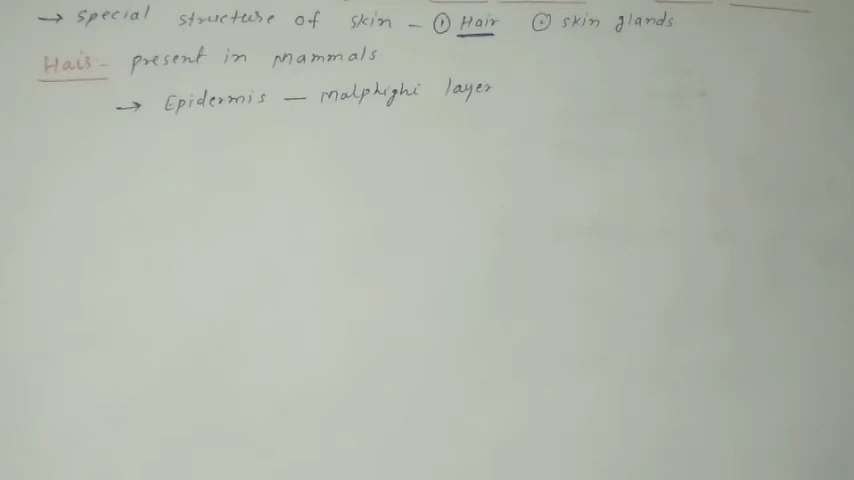 → special structure of skin - ① Hair ② skin glands
Hair:- present in Mammals
→ Epidermis — malphighi layer